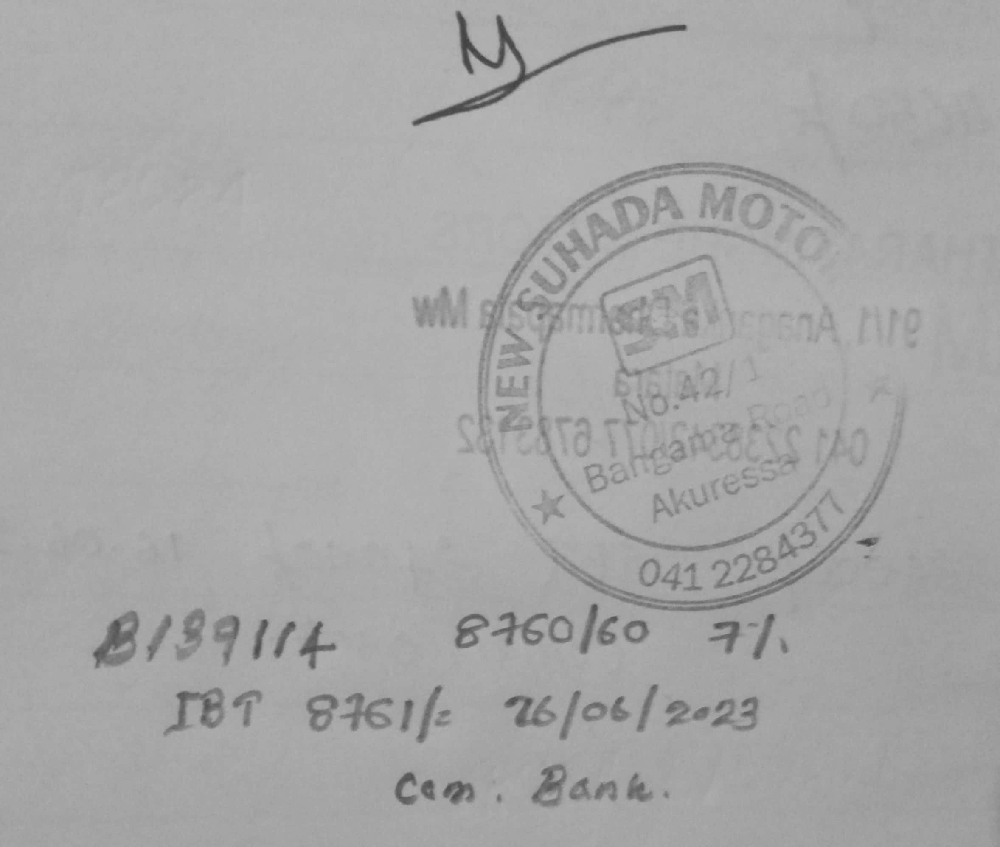 NEW SUHADA MOTO
No.42/1
Road
Akuressa
041 2284377
B139114 8760/60 7%.
IBT 8761/= 26/06/2023
Com. Bank.